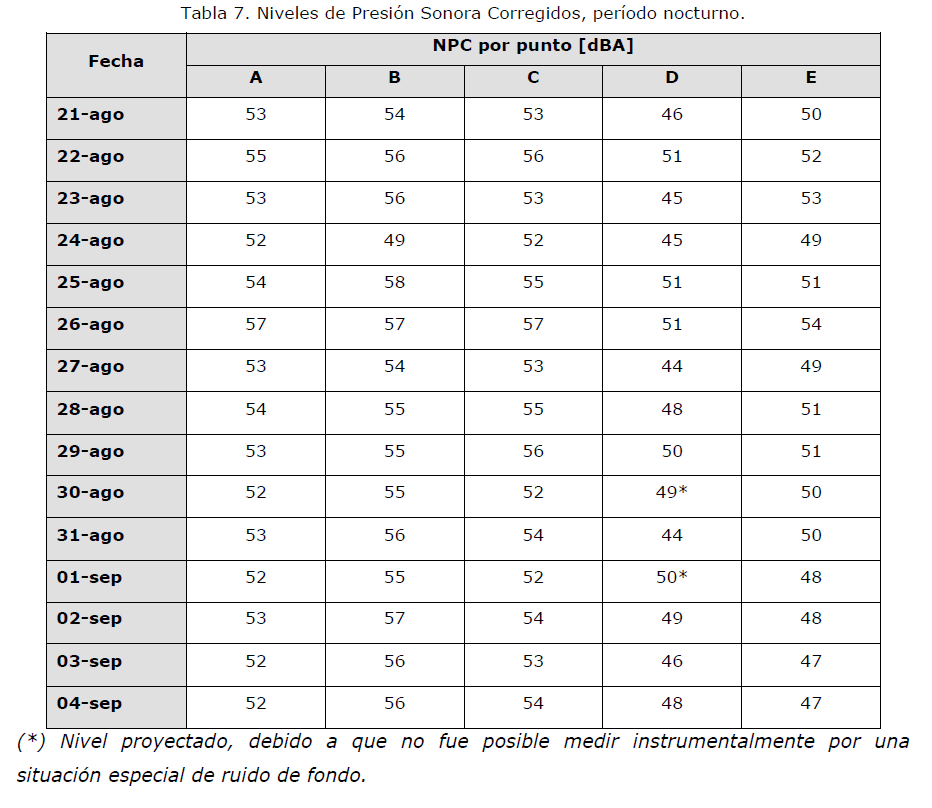 Tabla 7. Niveles de Presión Sonora Corregidos, período nocturno.
Fecha NPC por punto [dBA]
A B C D E
21-ago 53 54 53 46 50
22-ago 55 56 56 51 52
23-ago 53 56 53 45 53
24-ago 52 49 52 45 49
25-ago 54 58 55 51 51
26-ago 57 57 57 51 54
27-ago 53 54 53 44 49
28-ago 54 55 55 48 51
29-ago 53 55 56 50 51
30-ago 52 55 52 49* 50
31-ago 53 56 54 44 50
01-sep 52 55 52 50* 48
02-sep 53 57 54 49 48
03-sep 52 56 53 46 47
04-sep 52 56 54 48 47
(*) Nivel proyectado, debido a que no fue posible medir instrumentalmente por una
situación especial de ruido de fondo.